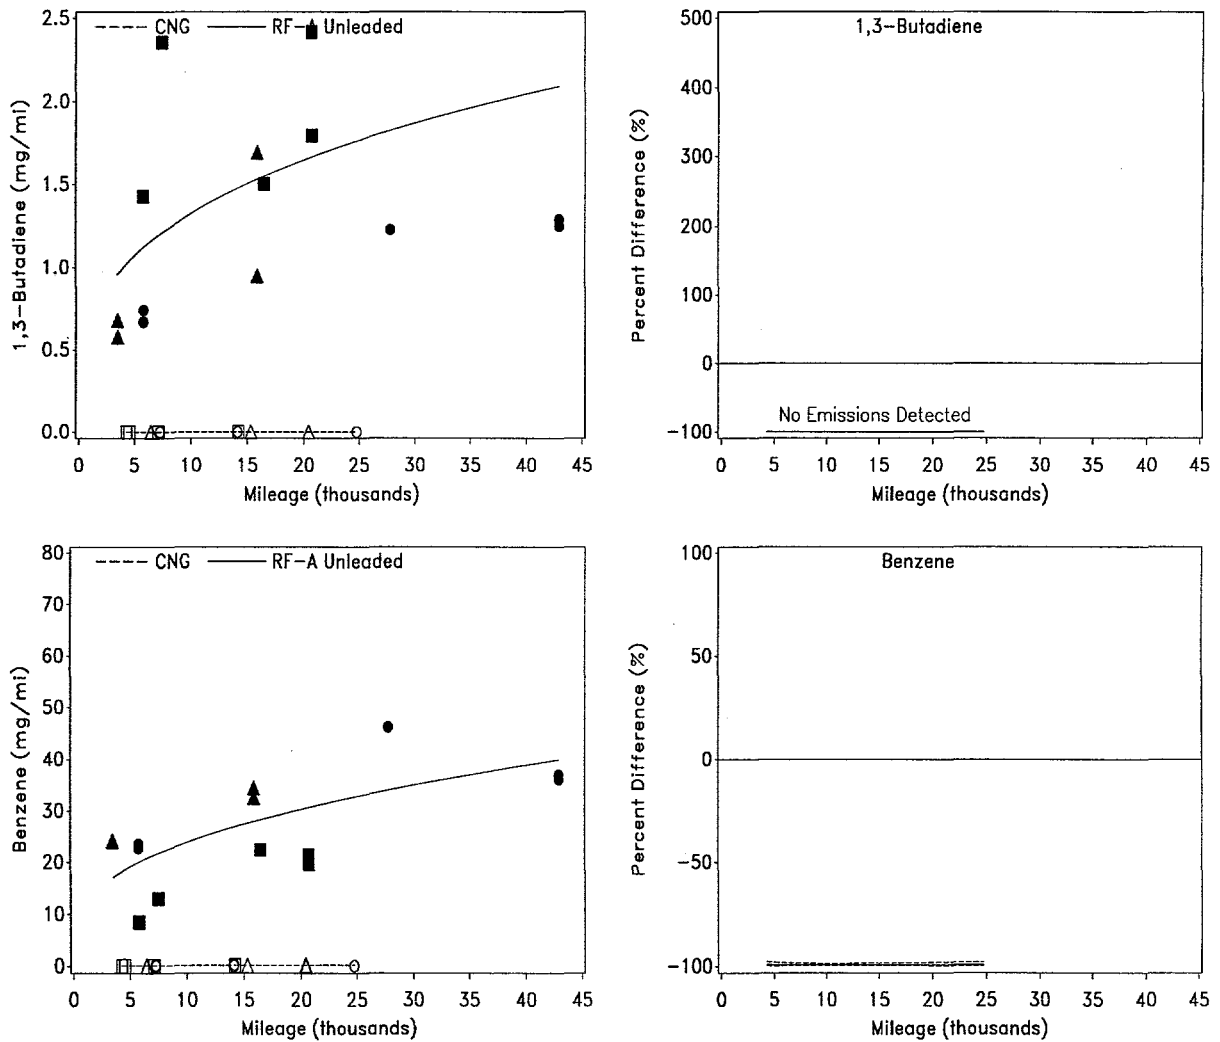 CNG RF-A Unleaded
2.5
2.0
1.5
1.0
0.5
0.0
1,3-Butadiene (mg/mi)
0 5 10 15 20 25 30 35 40 45
Mileage (thousands)
1,3-Butadiene
500
400
300
200
100
0
-100
Percent Difference (%)
No Emissions Detected
0 5 10 15 20 25 30 35 40 45
Mileage (thousands)
CNG RF-A Unleaded
80
70
60
50
40
30
20
10
0
Benzene (mg/mi)
0 5 10 15 20 25 30 35 40 45
Mileage (thousands)
Benzene
100
50
0
-50
-100
Percent Difference (%)
0 5 10 15 20 25 30 35 40 45
Mileage (thousands)